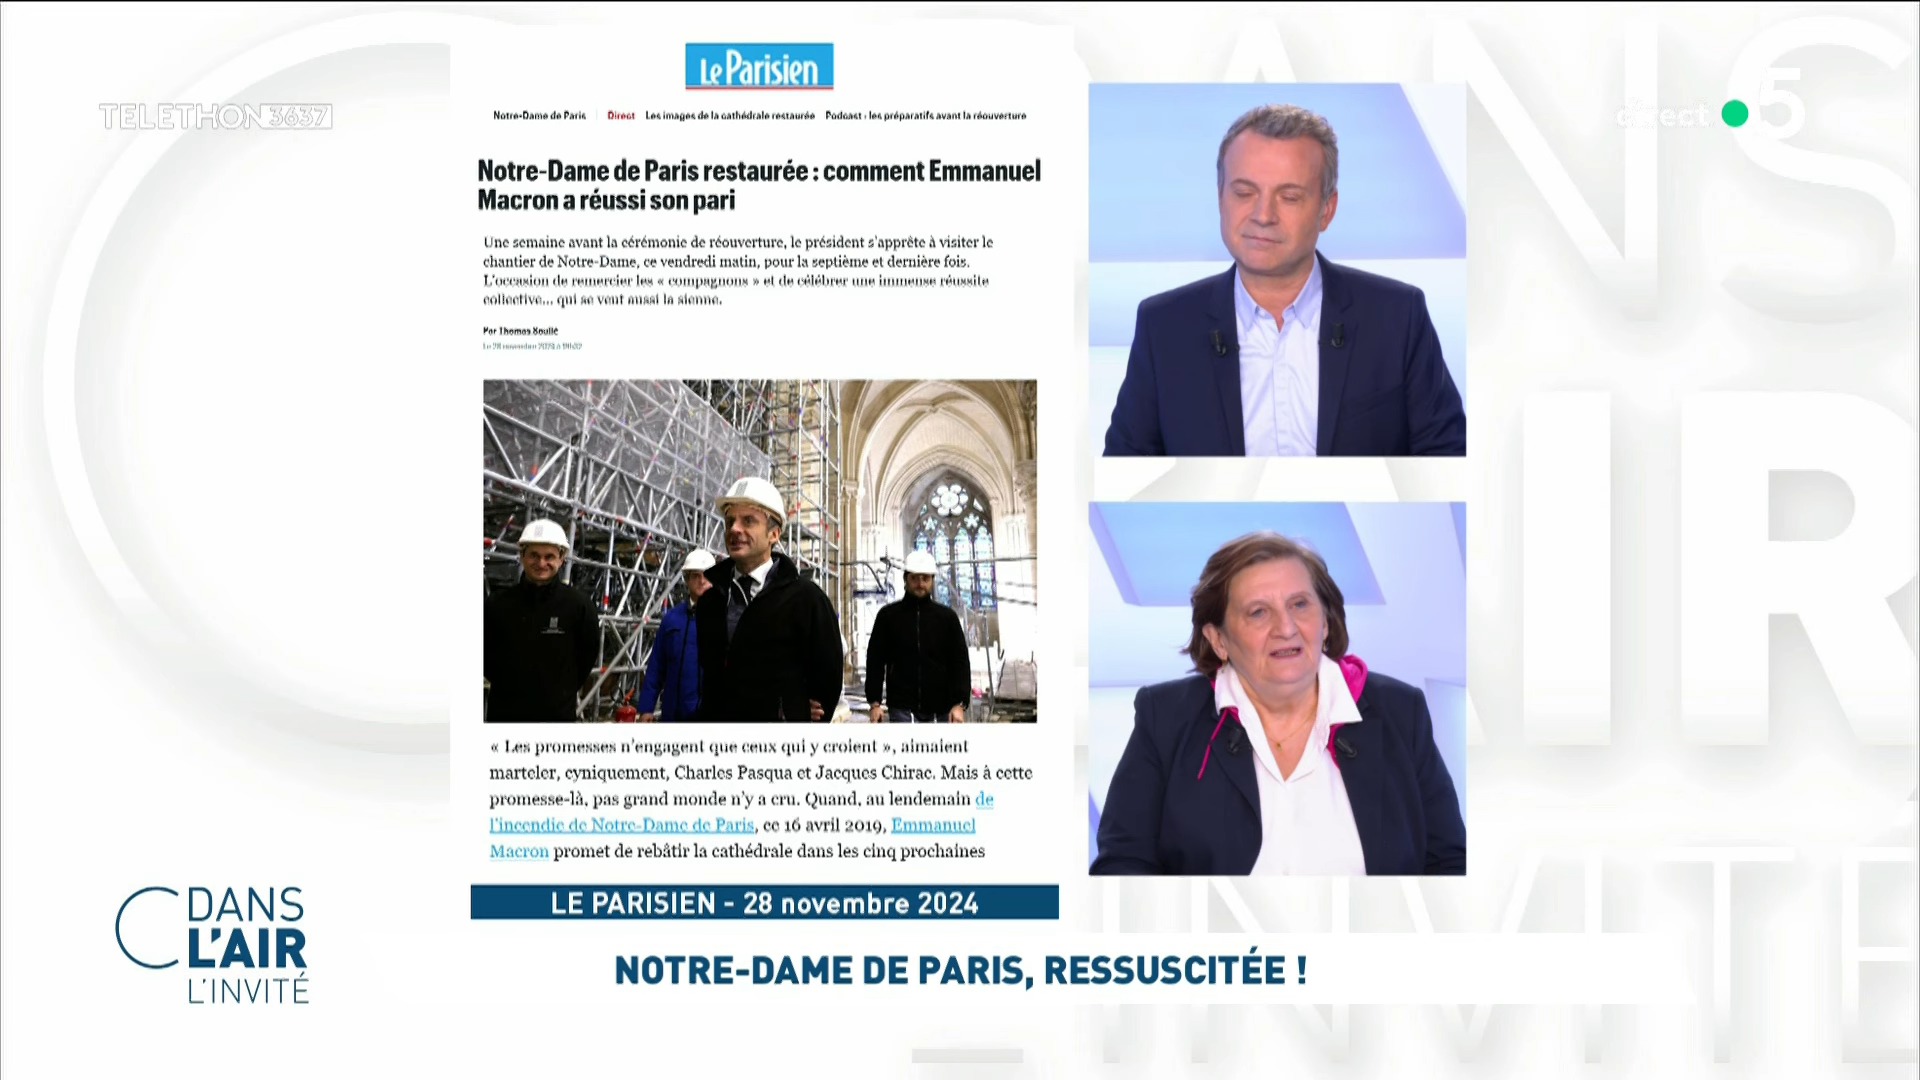 Le Parisien
TELETHON 3637
direct 5
Notre-Dame de Paris Direct Les images de la cathédrale restaurée Podcast : les préparatifs avant la réouverture
Notre-Dame de Paris restaurée : comment Emmanuel
Macron a réussi son pari
Une semaine avant la cérémonie de réouverture, le président s'apprête à visiter le
chantier de Notre-Dame, ce vendredi matin, pour la septième et dernière fois.
L'occasion de remercier les « compagnons » et de célébrer une immense réussite
collective... qui se veut aussi la sienne.
Par Thomas
Le 28 novembre
« Les promesses n'engagent que ceux qui y croient », aimaient
marteler, cyniquement, Charles Pasqua et Jacques Chirac. Mais à cette
promesse-là, pas grand monde n'y a cru. Quand, au lendemain de
l'incendie de Notre-Dame de Paris, ce 16 avril 2019, Emmanuel
Macron promet de rebâtir la cathédrale dans les cinq prochaines
LE PARISIEN - 28 novembre 2024
C DANS
L'AIR
L'INVITÉ
NOTRE-DAME DE PARIS, RESSUSCITÉE !